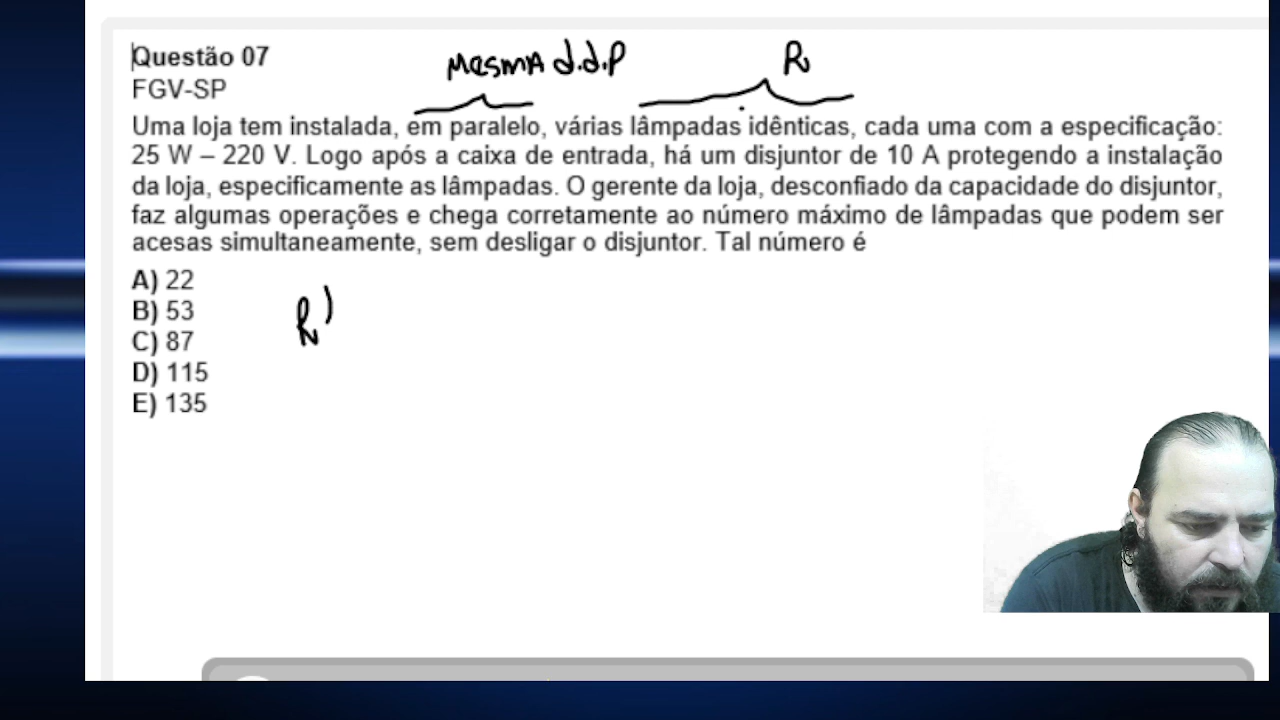 Questão 07
mesma d.d.p R
FGV-SP
Uma loja tem instalada, em paralelo, várias lâmpadas idênticas, cada uma com a especificação:
25 W – 220 V. Logo após a caixa de entrada, há um disjuntor de 10 A protegendo a instalação
da loja, especificamente as lâmpadas. O gerente da loja, desconfiado da capacidade do disjuntor,
faz algumas operações e chega corretamente ao número máximo de lâmpadas que podem ser
acesas simultaneamente, sem desligar o disjuntor. Tal número é
A) 22
B) 53
C) 87
D) 115
E) 135
R)